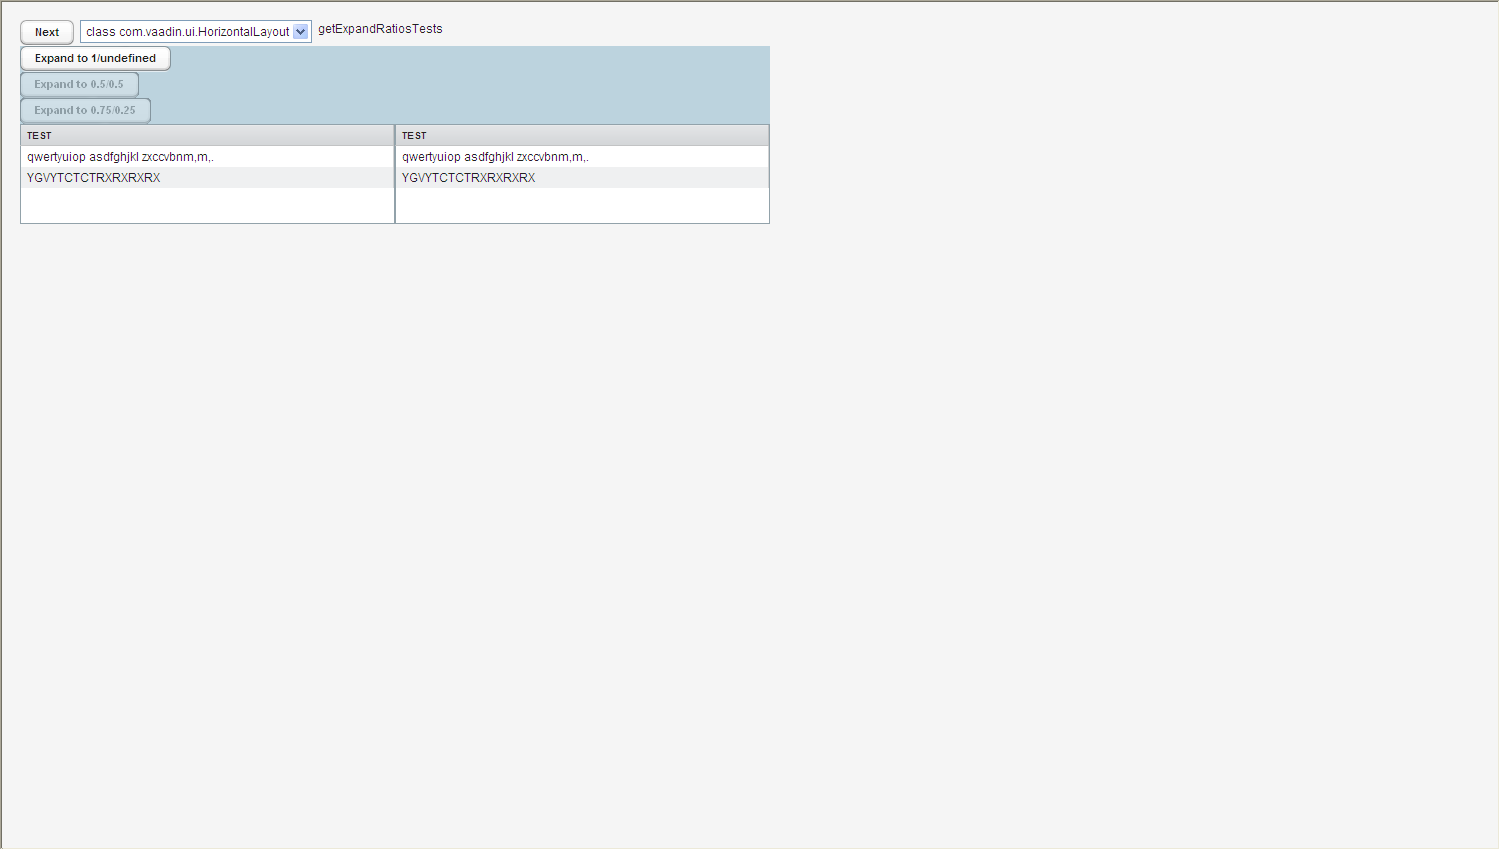 Next class com.vaadin.ui.HorizontalLayout getExpandRatiosTests
Expand to 1/undefined
Expand to 0.5/0.5
Expand to 0.75/0.25
TEST TEST
qwertyuiop asdfghjkl zxccvbnm,m,. qwertyuiop asdfghjkl zxccvbnm,m,.
YGVYTCTCTRXRXRXRX YGVYTCTCTRXRXRXRX